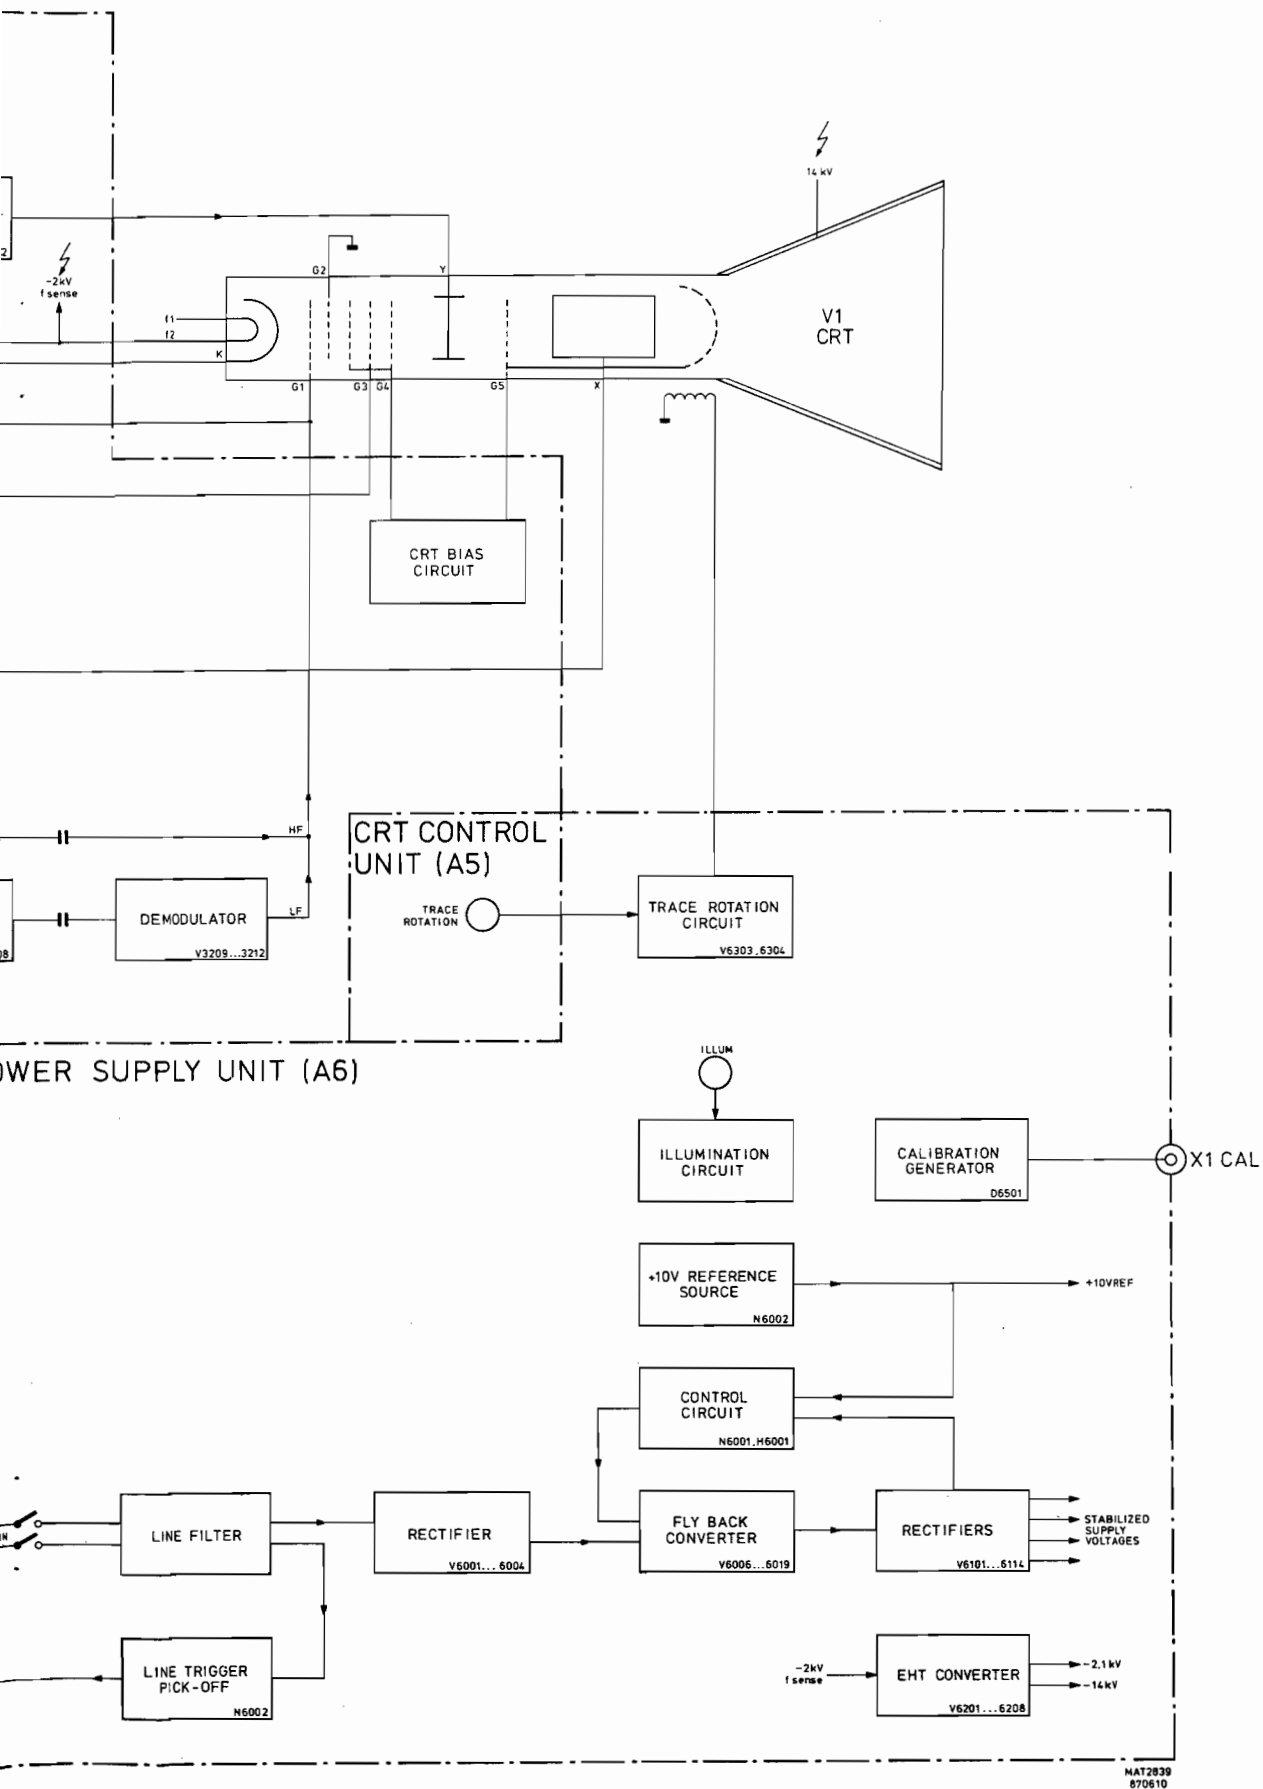 14 kV
2
G2
Y
-2kV
f sense
f1
f2
K
V1
CRT
G1
G3
G4
G5
X
CRT BIAS
CIRCUIT
HF
CRT CONTROL
UNIT (A5)
DEMODULATOR
LF
V3209...3212
08
TRACE
ROTATION
TRACE ROTATION
CIRCUIT
V6303,6304
OWER SUPPLY UNIT (A6)
ILLUM
ILLUMINATION
CIRCUIT
CALIBRATION
GENERATOR
D6501
X1 CAL
+10V REFERENCE
SOURCE
N6002
+10VREF
CONTROL
CIRCUIT
N6001,H6001
IN
LINE FILTER
RECTIFIER
V6001...6004
FLY BACK
CONVERTER
V6006...6019
RECTIFIERS
V6101...6114
STABILIZED
SUPPLY
VOLTAGES
LINE TRIGGER
PICK-OFF
N6002
-2kV
f sense
EHT CONVERTER
V6201...6208
-2,1kV
-14kV
MAT2839
870610